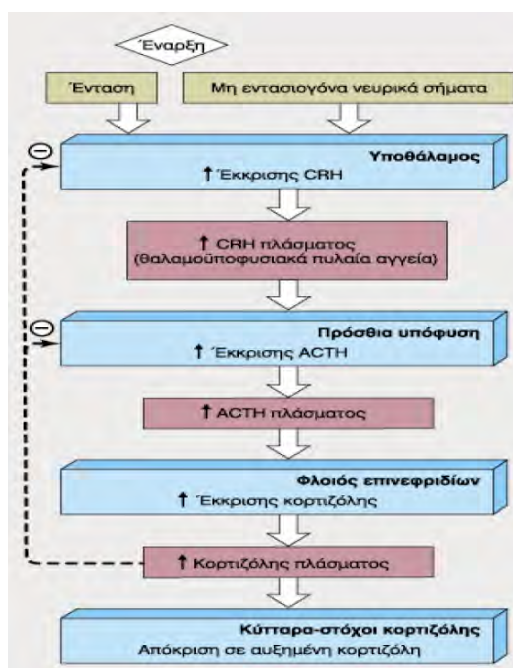 Έναρξη
Ένταση
Μη εντασιογόνα νευρικά σήματα
Υποθάλαμος
↑ Έκκρισης CRH
↑ CRH πλάσματος
(θαλαμοϋποφυσιακά πυλαία αγγεία)
Πρόσθια υπόφυση
↑ Έκκρισης ACTH
↑ ACTH πλάσματος
Φλοιός επινεφριδίων
↑ Έκκρισης κορτιζόλης
↑ Κορτιζόλης πλάσματος
Κύτταρα-στόχοι κορτιζόλης
Απόκριση σε αυξημένη κορτιζόλη